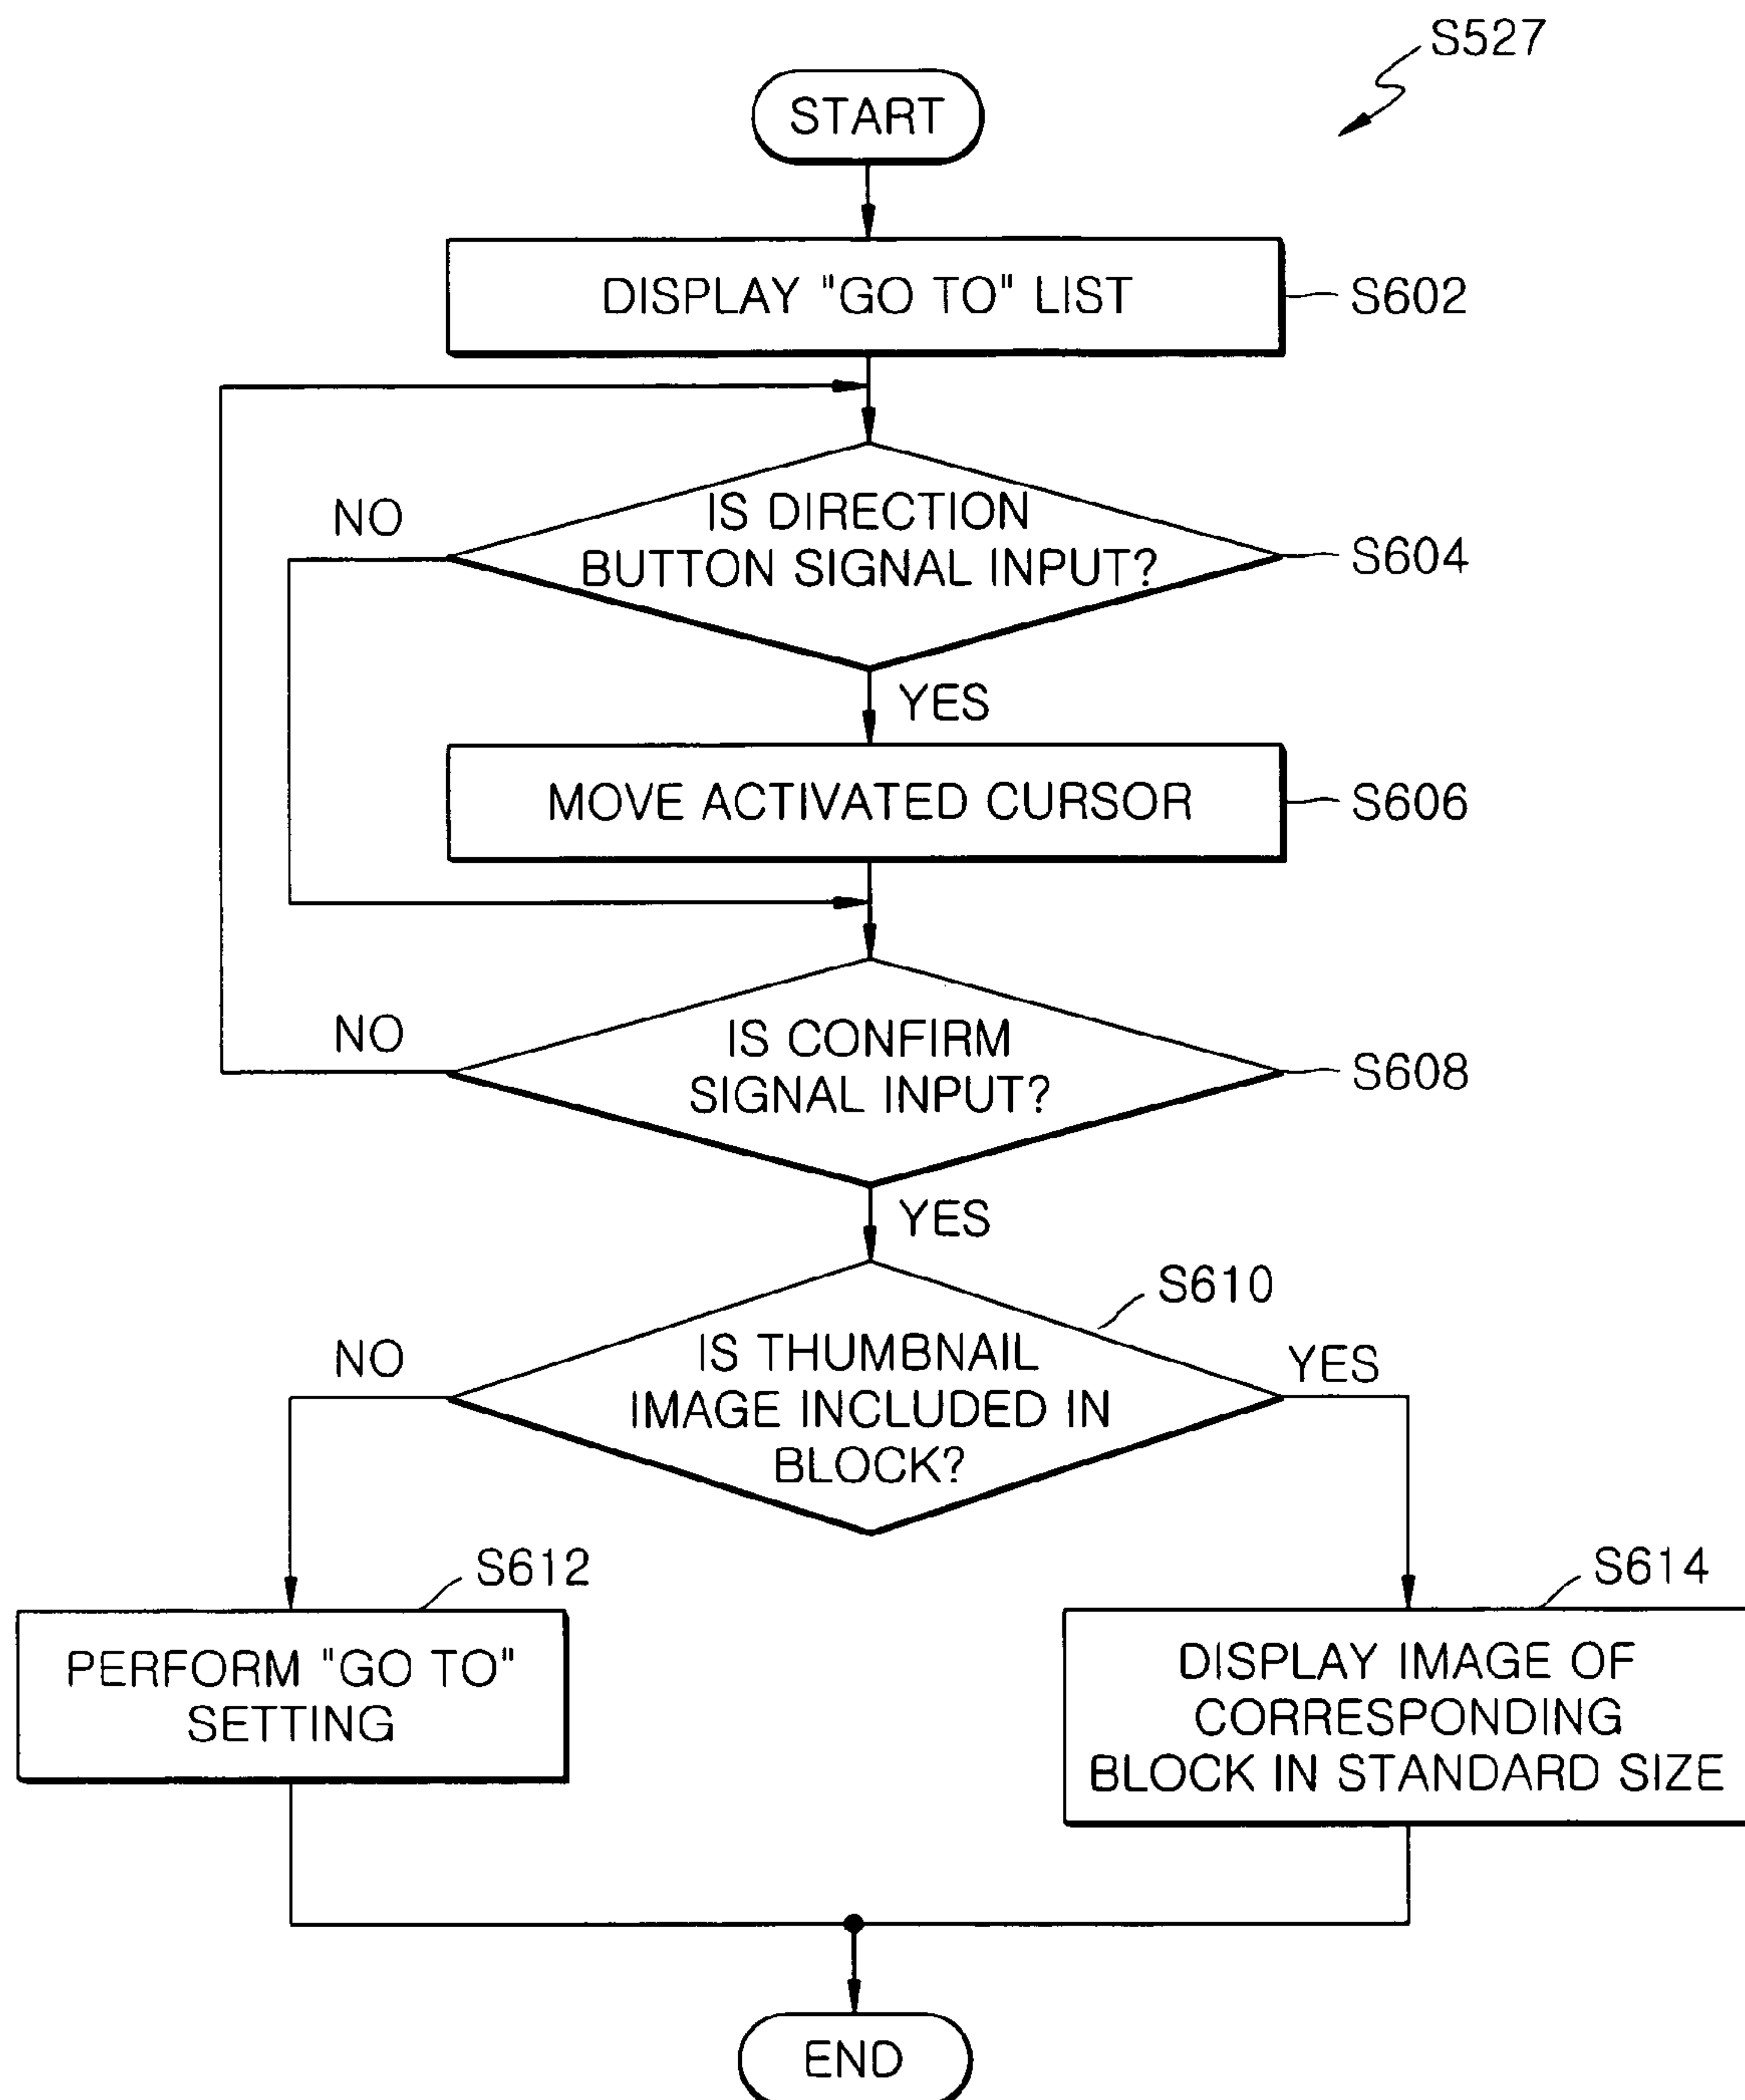 S527
START
DISPLAY "GO TO" LIST
S602
NO
IS DIRECTION
BUTTON SIGNAL INPUT?
S604
YES
MOVE ACTIVATED CURSOR
S606
NO
IS CONFIRM
SIGNAL INPUT?
S608
YES
S610
NO
IS THUMBNAIL
IMAGE INCLUDED IN
BLOCK?
YES
S612
PERFORM "GO TO"
SETTING
S614
DISPLAY IMAGE OF
CORRESPONDING
BLOCK IN STANDARD SIZE
END